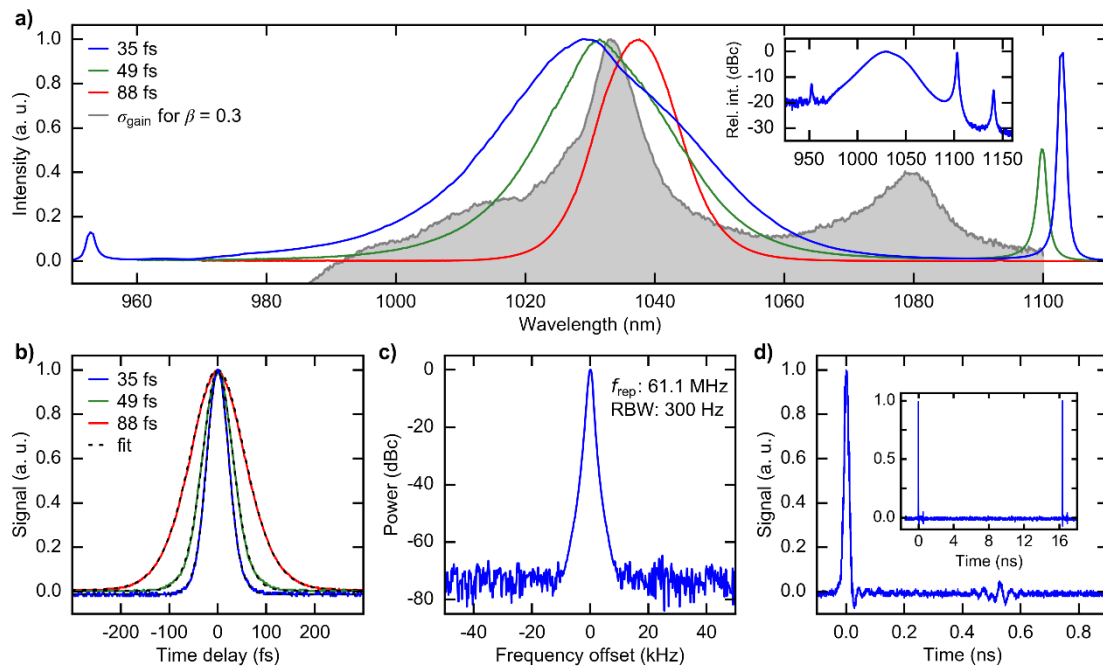 a)
1.0
0.8
0.6
0.4
0.2
0.0
Intensity (a. u.)
35 fs
49 fs
88 fs
σgain for β = 0.3
Rel. int. (dBc)
0
-10
-20
-30
950 1000 1050 1100 1150
960 980 1000 1020 1040 1060 1080 1100
Wavelength (nm)
b)
1.0
0.8
0.6
0.4
0.2
0.0
Signal (a. u.)
35 fs
49 fs
88 fs
fit
-200 -100 0 100 200
Time delay (fs)
c)
0
-20
-40
-60
-80
Power (dBc)
frep: 61.1 MHz
RBW: 300 Hz
-40 -20 0 20 40
Frequency offset (kHz)
d)
1.0
0.8
0.6
0.4
0.2
0.0
Signal (a. u.)
1.0
0.5
0.0
0 4 8 12 16
Time (ns)
0.0 0.2 0.4 0.6 0.8
Time (ns)